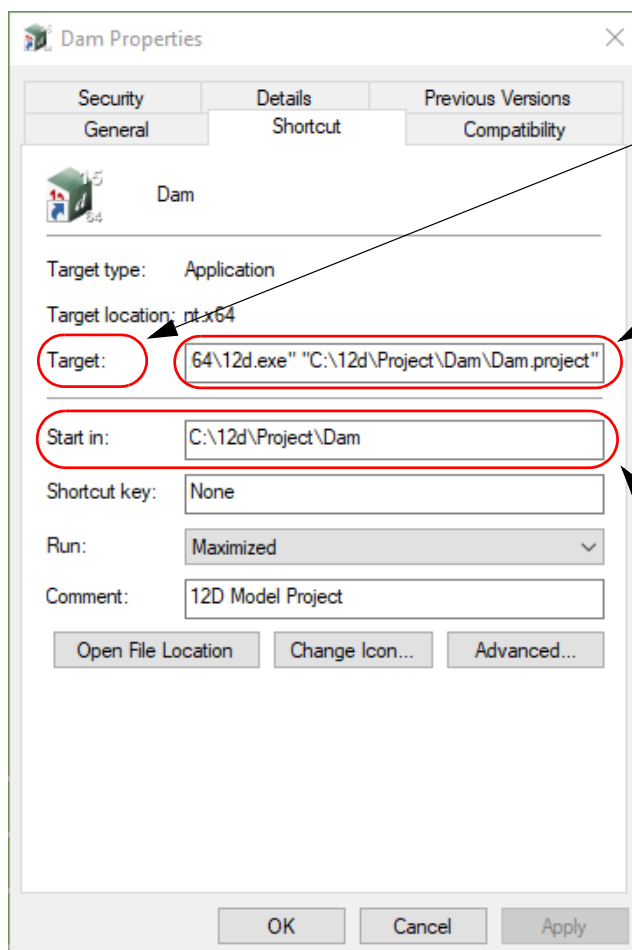 Dam Properties
Security Details Previous Versions
General Shortcut Compatibility
15
64
Dam
Target type: Application
Target location: nt.x64
Target: 64\12d.exe" "C:\12d\Project\Dam\Dam.project"
Start in: C:\12d\Project\Dam
Shortcut key: None
Run: Maximized
Comment: 12D Model Project
Open File Location Change Icon... Advanced...
OK Cancel Apply